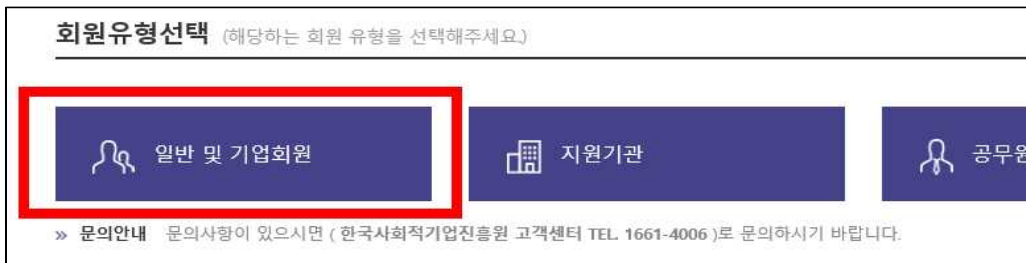 회원유형선택 (해당하는 회원 유형을 선택해주세요.)
일반 및 기업회원 지원기관 공무원
» 문의안내 문의사항이 있으시면 ( 한국사회적기업진흥원 고객센터 TEL. 1661-4006 )로 문의하시기 바랍니다.